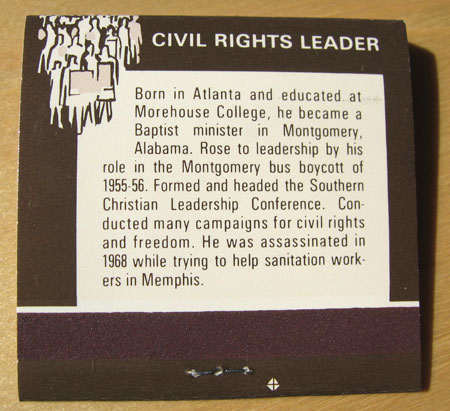 CIVIL RIGHTS LEADER
Born in Atlanta and educated at
Morehouse College, he became a
Baptist minister in Montgomery,
Alabama. Rose to leadership by his
role in the Montgomery bus boycott of
1955-56. Formed and headed the Southern
Christian Leadership Conference. Con-
ducted many campaigns for civil rights
and freedom. He was assassinated in
1968 while trying to help sanitation work-
ers in Memphis.